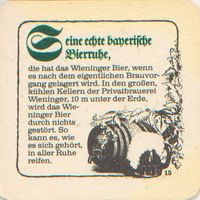 Seine echte bayerische
Bierruhe,
die hat das Wieninger Bier, wenn
es nach dem eigentlichen Brauvor-
gang gelagert wird. In den großen,
kühlen Kellern der Privatbrauerei
Wieninger, 10 m unter der Erde,
wird das Wie-
ninger Bier
durch nichts
gestört. So
kann es, wie
es sich gehört,
in aller Ruhe
reifen.
15